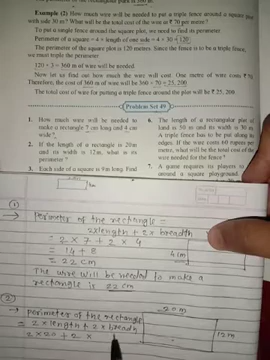 Example (2) How much wire will be needed to put a triple fence around a square plot
with side 30 m? What will be the total cost of the wire at ₹ 70 per metre?
To put a triple fence around the square plot, we need to find its perimeter.
Perimeter of a square = 4 × length of one side = 4 × 30 = 120
The perimeter of the square plot is 120 metres. Since the fence is to be a triple fence,
we must triple the perimeter.
120 × 3 = 360 m of wire will be needed.
Now let us find out how much the wire will cost. One metre of wire costs ₹ 70.
Therefore, the cost of 360 m of wire will be 360 × 70 = 25,200
The total cost of wire for putting a triple fence around the plot will be ₹ 25,200.
Problem Set 40
1. How much wire will be needed to
make a rectangle 7 cm long and 4 cm
wide?
2. If the length of a rectangle is 20 m
and its width is 12 m, what is its
perimeter?
3. Each side of a square is 9 m long. Find
6. The length of a rectangular plot of
land is 50 m and its width is 30 m.
A triple fence has to be put along its
edges. If the wire costs 60 rupees per
metre, what will be the total cost of the
wire needed for the fence?
7. A game requires its players to
around a square playground
①
→ Perimeter of the rectangle =
2×length + 2× breadth
= 2 × 7 + 2 × 4
= 14 + 8
= 22 cm
4 cm
The wire will be needed to make a
rectangle is 22 cm
②
→ perimeter of the rectangle
= 2×length + 2× breadth
2 × 20 + 2 ×
20 m
12 m